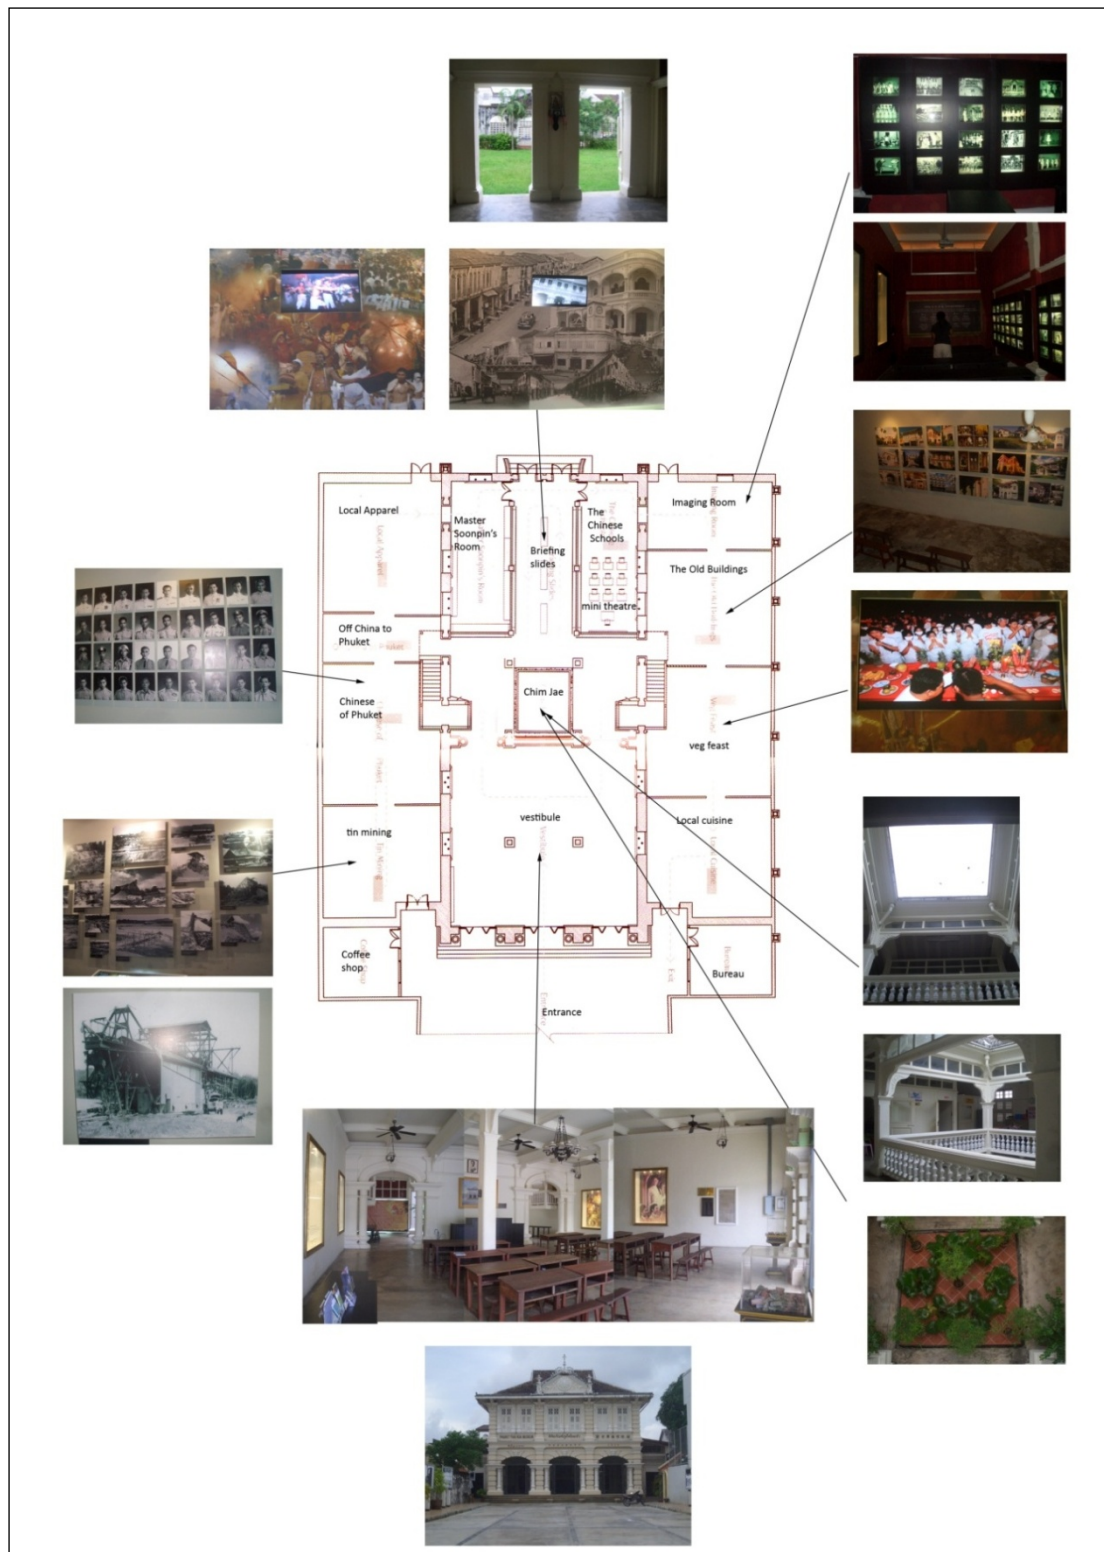 Local Apparel
Master
Soonpin's
Room
Briefing
slides
The
Chinese
Schools
mini theatre
Imaging Room
The Old Buildings
Off China to
Phuket
Chinese
of Phuket
Chim Jae
veg feast
tin mining
vestibule
Local cuisine
Coffee
shop
Bureau
Entrance
Exit